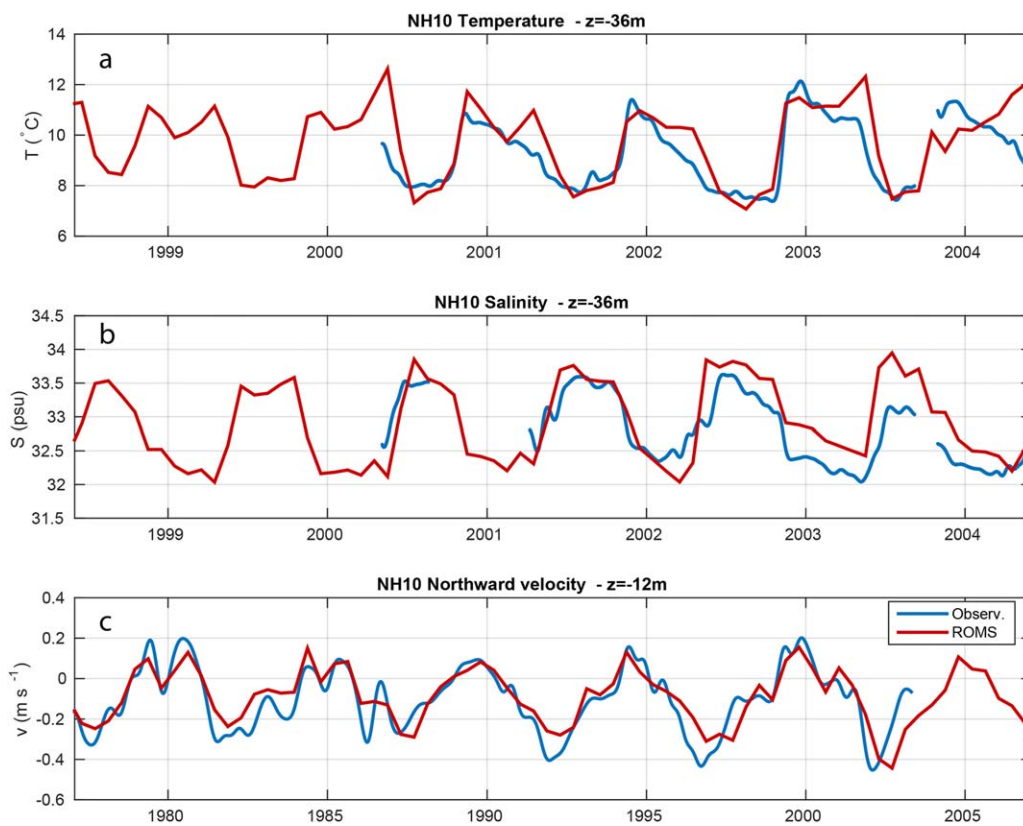 NH10 Temperature - z=-36m
a
T (°C)
14
12
10
8
6
1999 2000 2001 2002 2003 2004
NH10 Salinity - z=-36m
b
S (psu)
34.5
34
33.5
33
32.5
32
31.5
1999 2000 2001 2002 2003 2004
NH10 Northward velocity - z=-12m
c
v (m s⁻¹)
0.4
0.2
0
-0.2
-0.4
-0.6
Observ.
ROMS
1980 1985 1990 1995 2000 2005